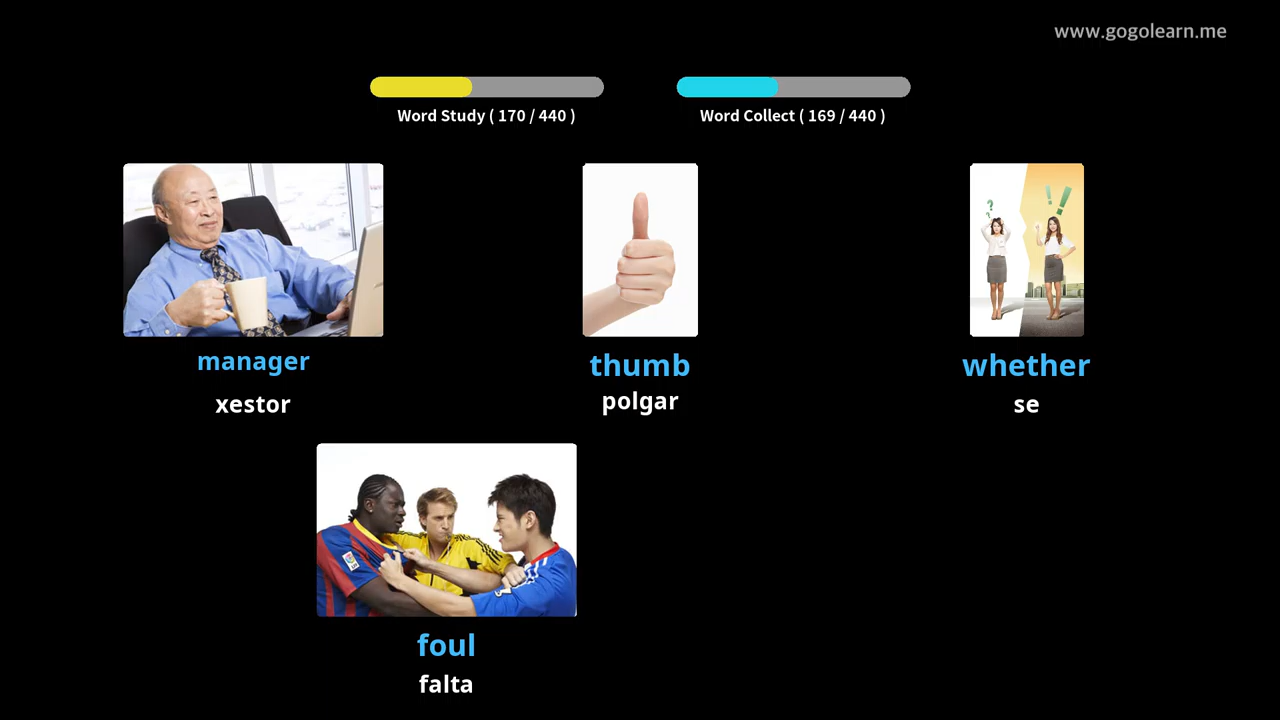 www.gogolearn.me
Word Study ( 170 / 440 )
Word Collect ( 169 / 440 )
manager
xestor
thumb
polgar
whether
se
foul
falta